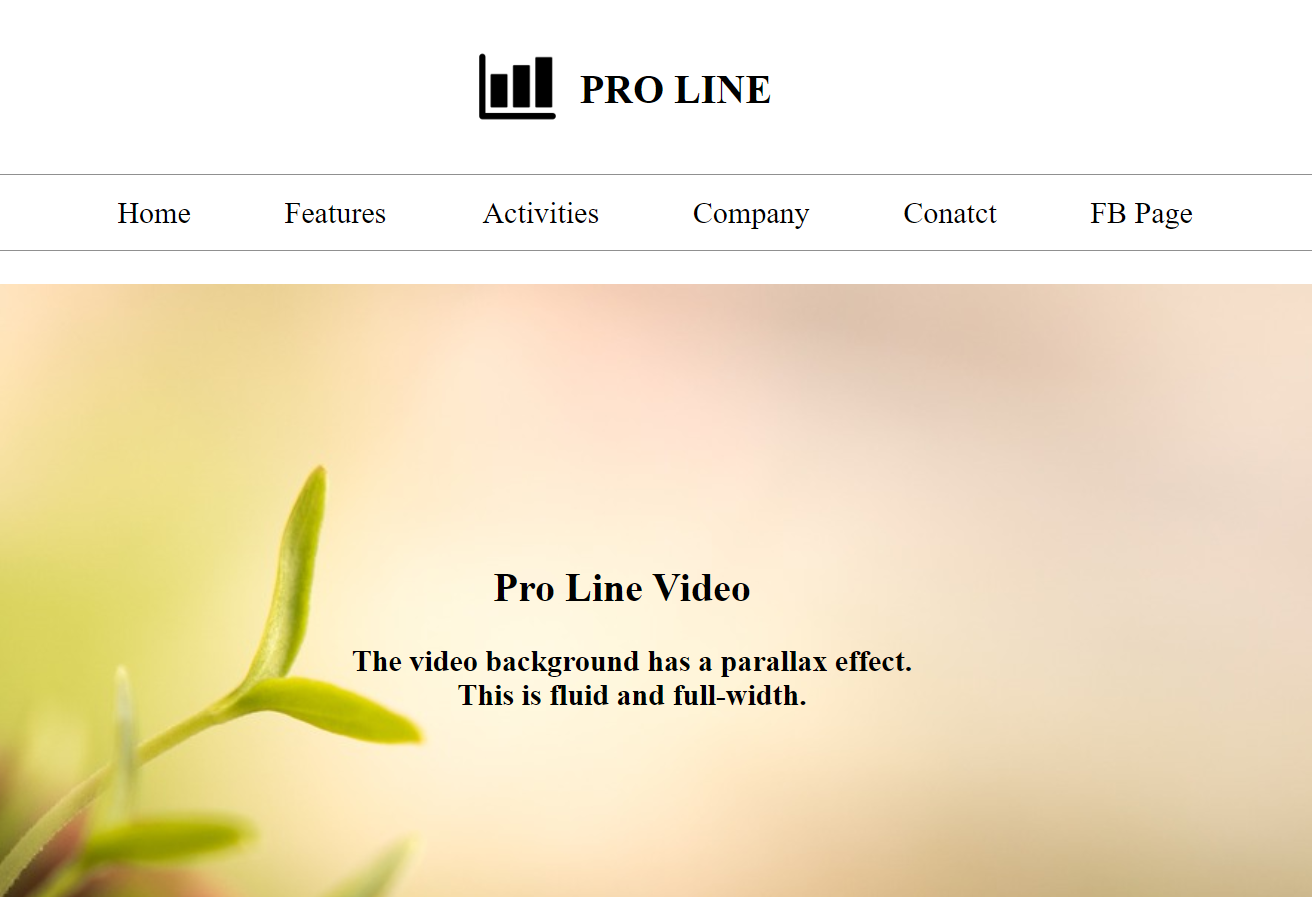 PRO LINE
Home Features Activities Company Conatct FB Page
Pro Line Video
The video background has a parallax effect.
This is fluid and full-width.